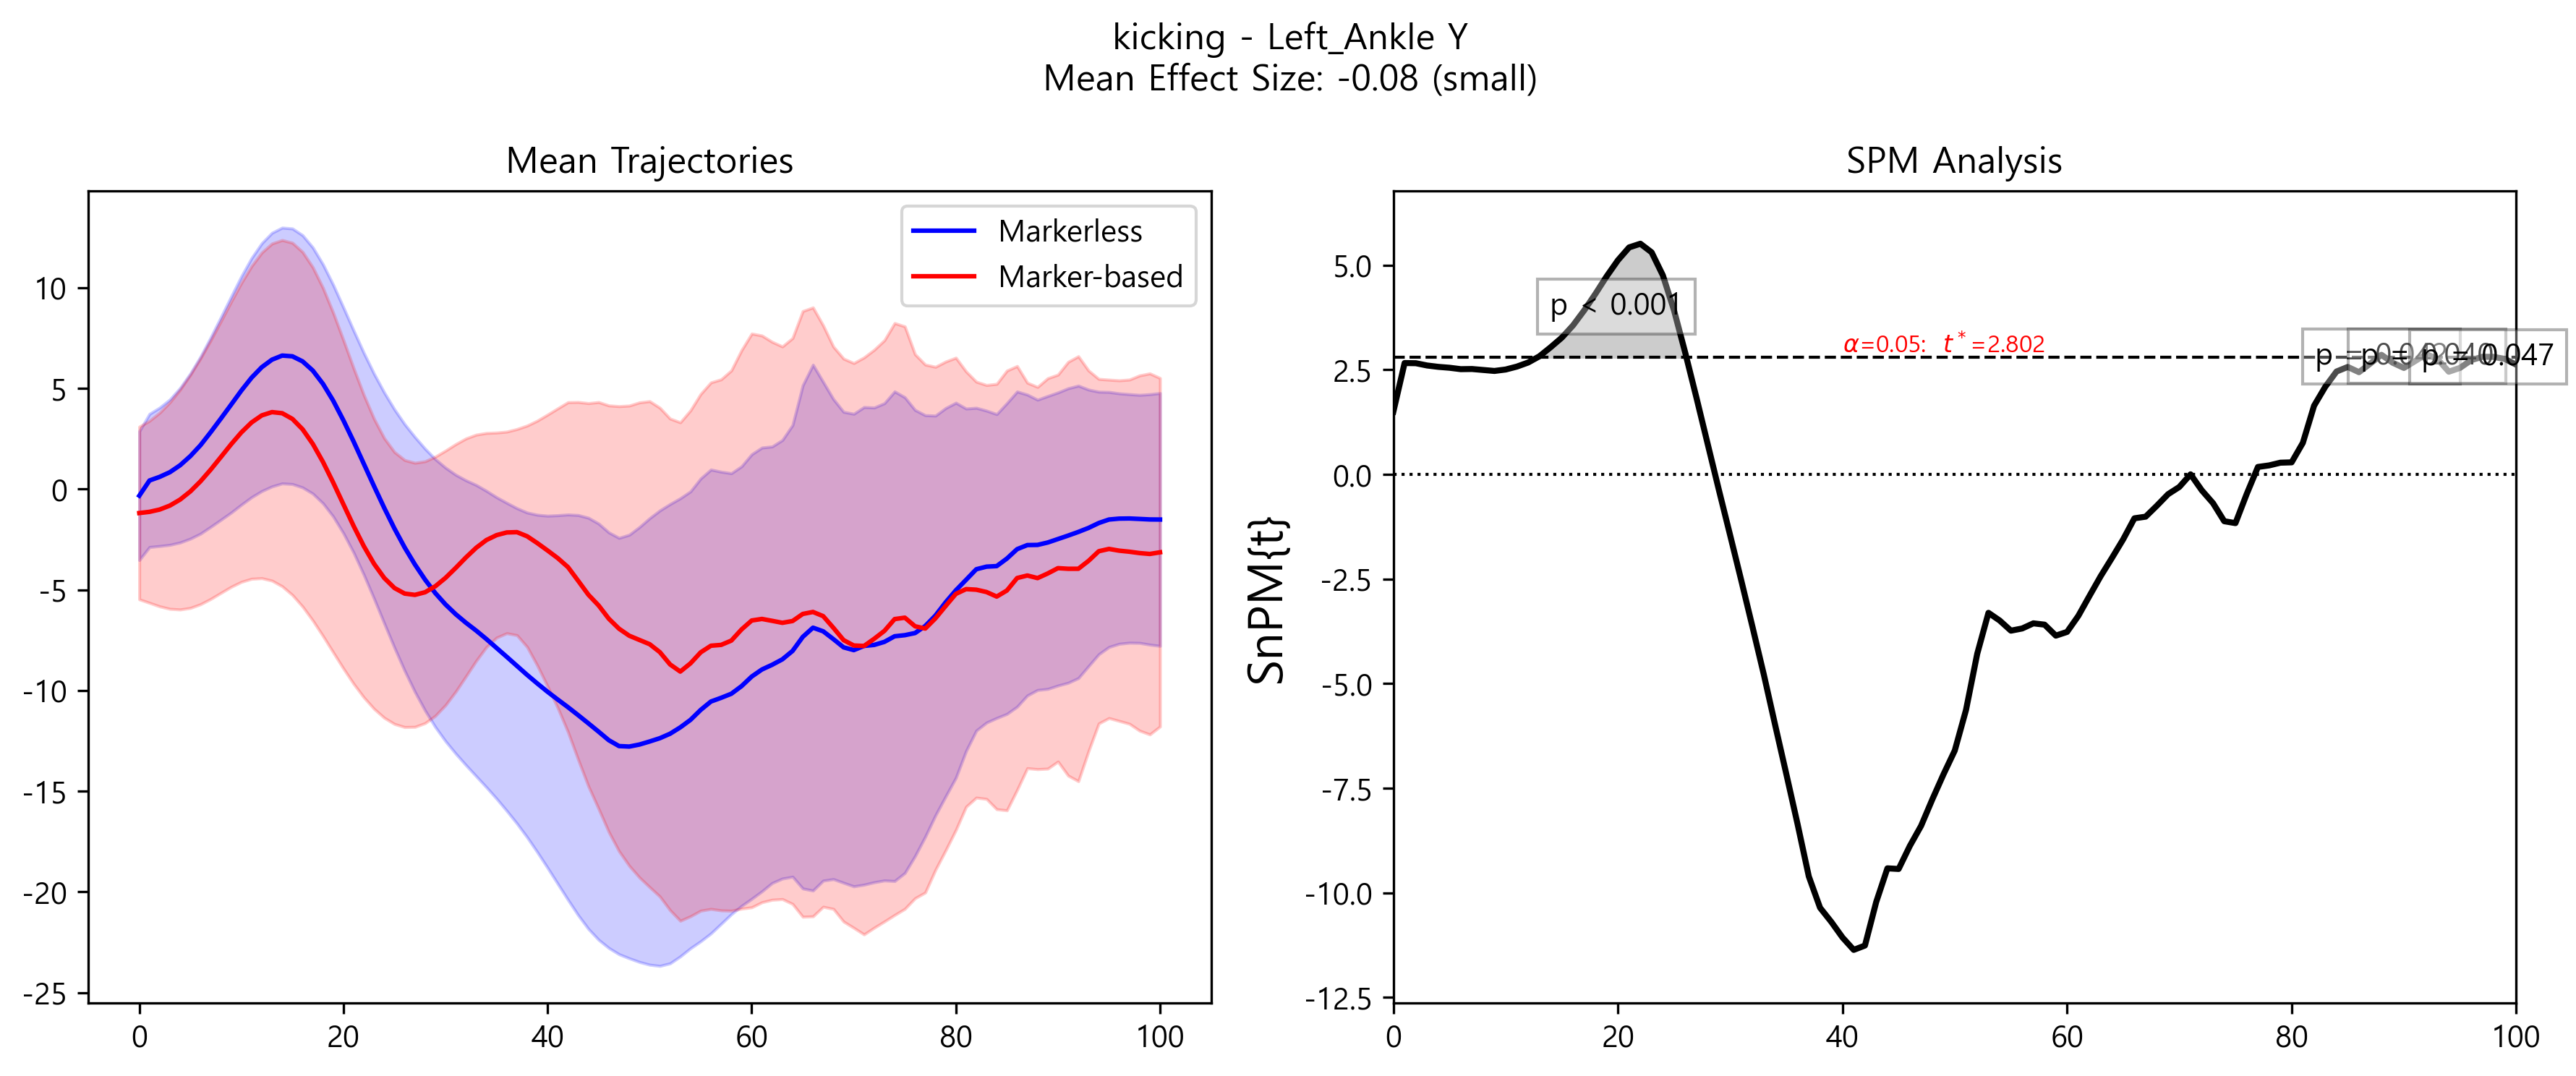 kicking - Left_Ankle Y
Mean Effect Size: -0.08 (small)
Mean Trajectories
Markerless
Marker-based
10
5
0
-5
-10
-15
-20
-25
0 20 40 60 80 100
SPM Analysis
SnPM{t}
5.0
2.5
0.0
-2.5
-5.0
-7.5
-10.0
-12.5
p < 0.001
α=0.05: t*=2.802
p = 0.047
0 20 40 60 80 100